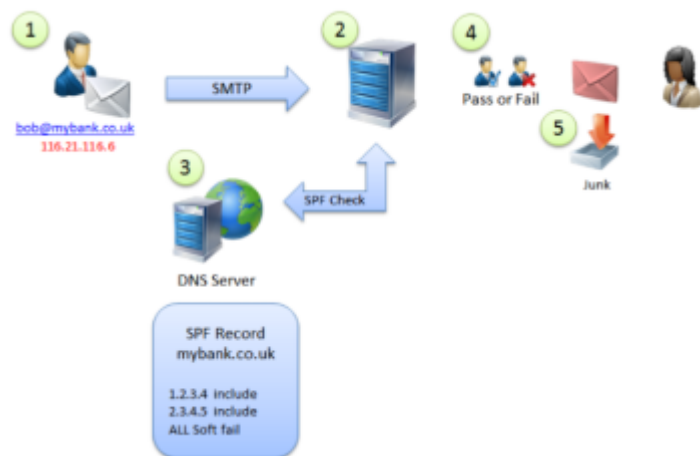 1
2
4
SMTP
Pass or Fail
bob@mybank.co.uk
116.21.116.6
5
Junk
3
SPF Check
DNS Server
SPF Record
mybank.co.uk
1.2.3.4 include
2.3.4.5 include
ALL Soft fail